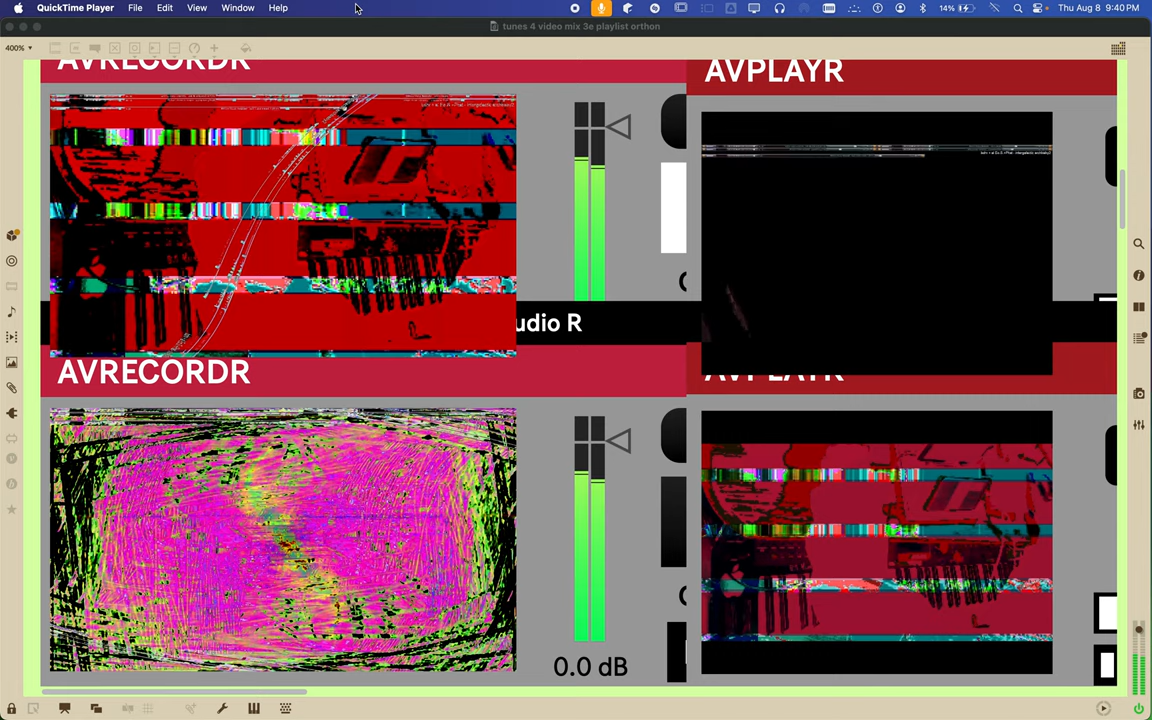 QuickTime Player File Edit View Window Help 14% Thu Aug 8 9:40 PM
tunes 4 video mix 3e playlist orthon
400%
AVRECORDR
AVPLAYR
udio R
AVRECORDR
AVPLAYR
0.0 dB